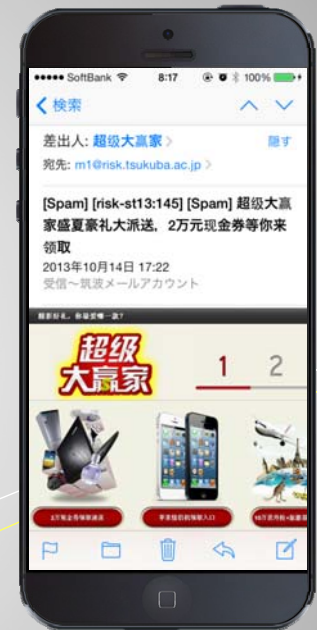 SoftBank 8:17 100%
検索
差出人: 超级大赢家 隠す
宛先: m1@risk.tsukuba.ac.jp
[Spam] [risk-st13:145] [Spam] 超级大赢
家盛夏豪礼大派送，2万元现金券等你来
领取
2013年10月14日 17:22
受信～筑波メールアカウント
超级
大赢家
1 2